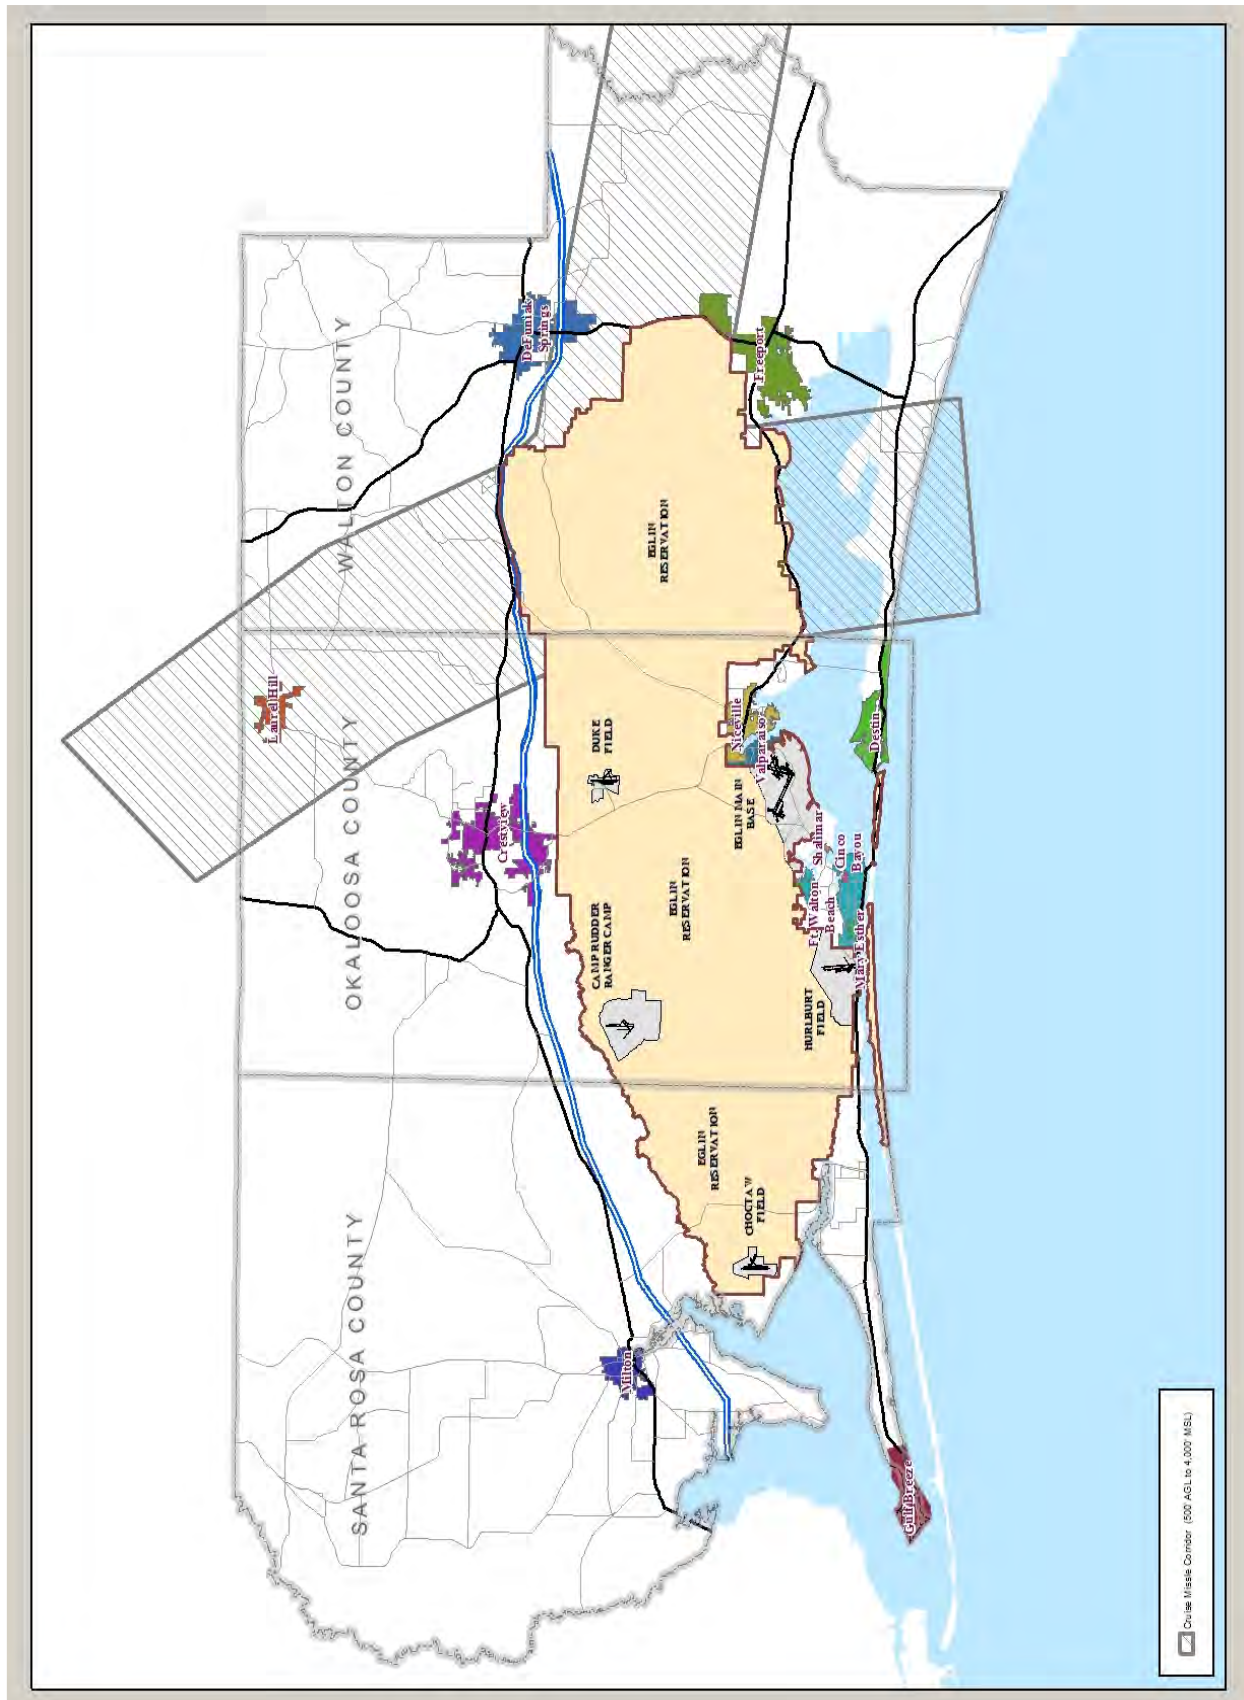 SANTA ROSA COUNTY
OKALOOSA COUNTY
WALTON COUNTY
Laurel Hill
Crestview
DeFuniak
Springs
Milton
CAMP RUDDER
RANGER CAMP
DUKE
FIELD
EGLIN
RESERVATION
EGLIN
RESERVATION
EGLIN
RESERVATION
CHOCTAW
FIELD
EGLIN MAIN
BASE
Niceville
Valparaiso
Freeport
HURLBURT
FIELD
Ft. Walton
Beach
Shalimar
Cinco
Bayou
Mary Esther
Destin
Gulf Breeze
Cruise Missle Corridor (500' AGL to 4,000' MSL)